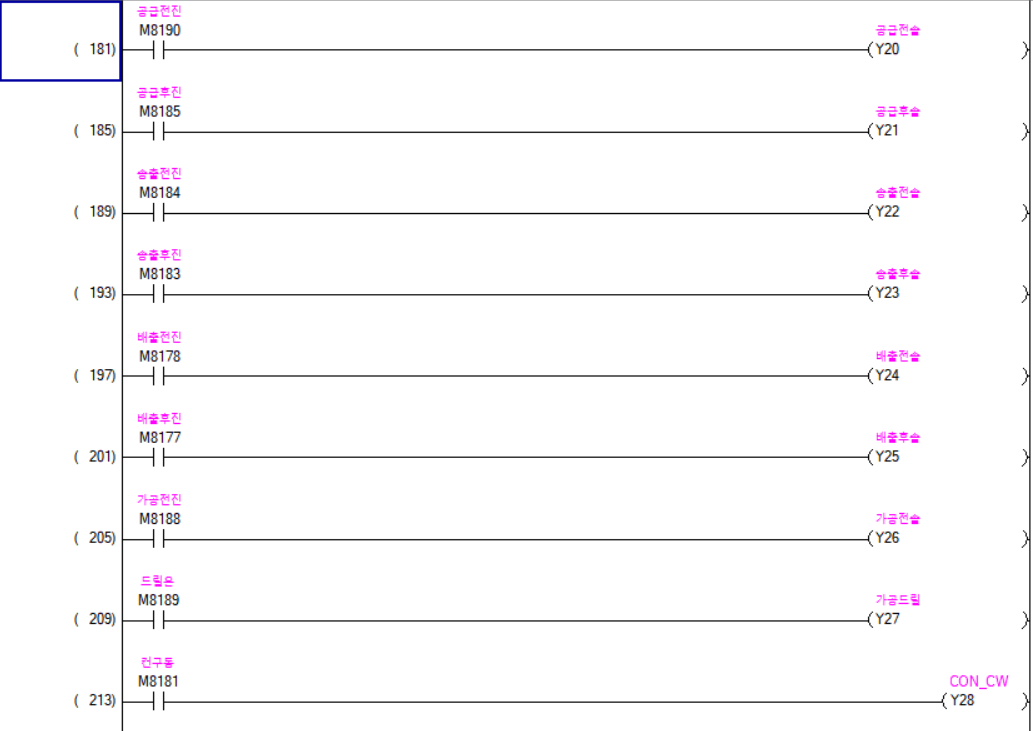 공급전진
M8190
공급전솔
( 181)
(Y20 )
공급후진
M8185
공급후솔
( 185)
(Y21 )
송출전진
M8184
송출전솔
( 189)
(Y22 )
송출후진
M8183
송출후솔
( 193)
(Y23 )
배출전진
M8178
배출전솔
( 197)
(Y24 )
배출후진
M8177
배출후솔
( 201)
(Y25 )
가공전진
M8188
가공전솔
( 205)
(Y26 )
드릴온
M8189
가공드릴
( 209)
(Y27 )
컨구동
M8181
CON_CW
( 213)
(Y28 )